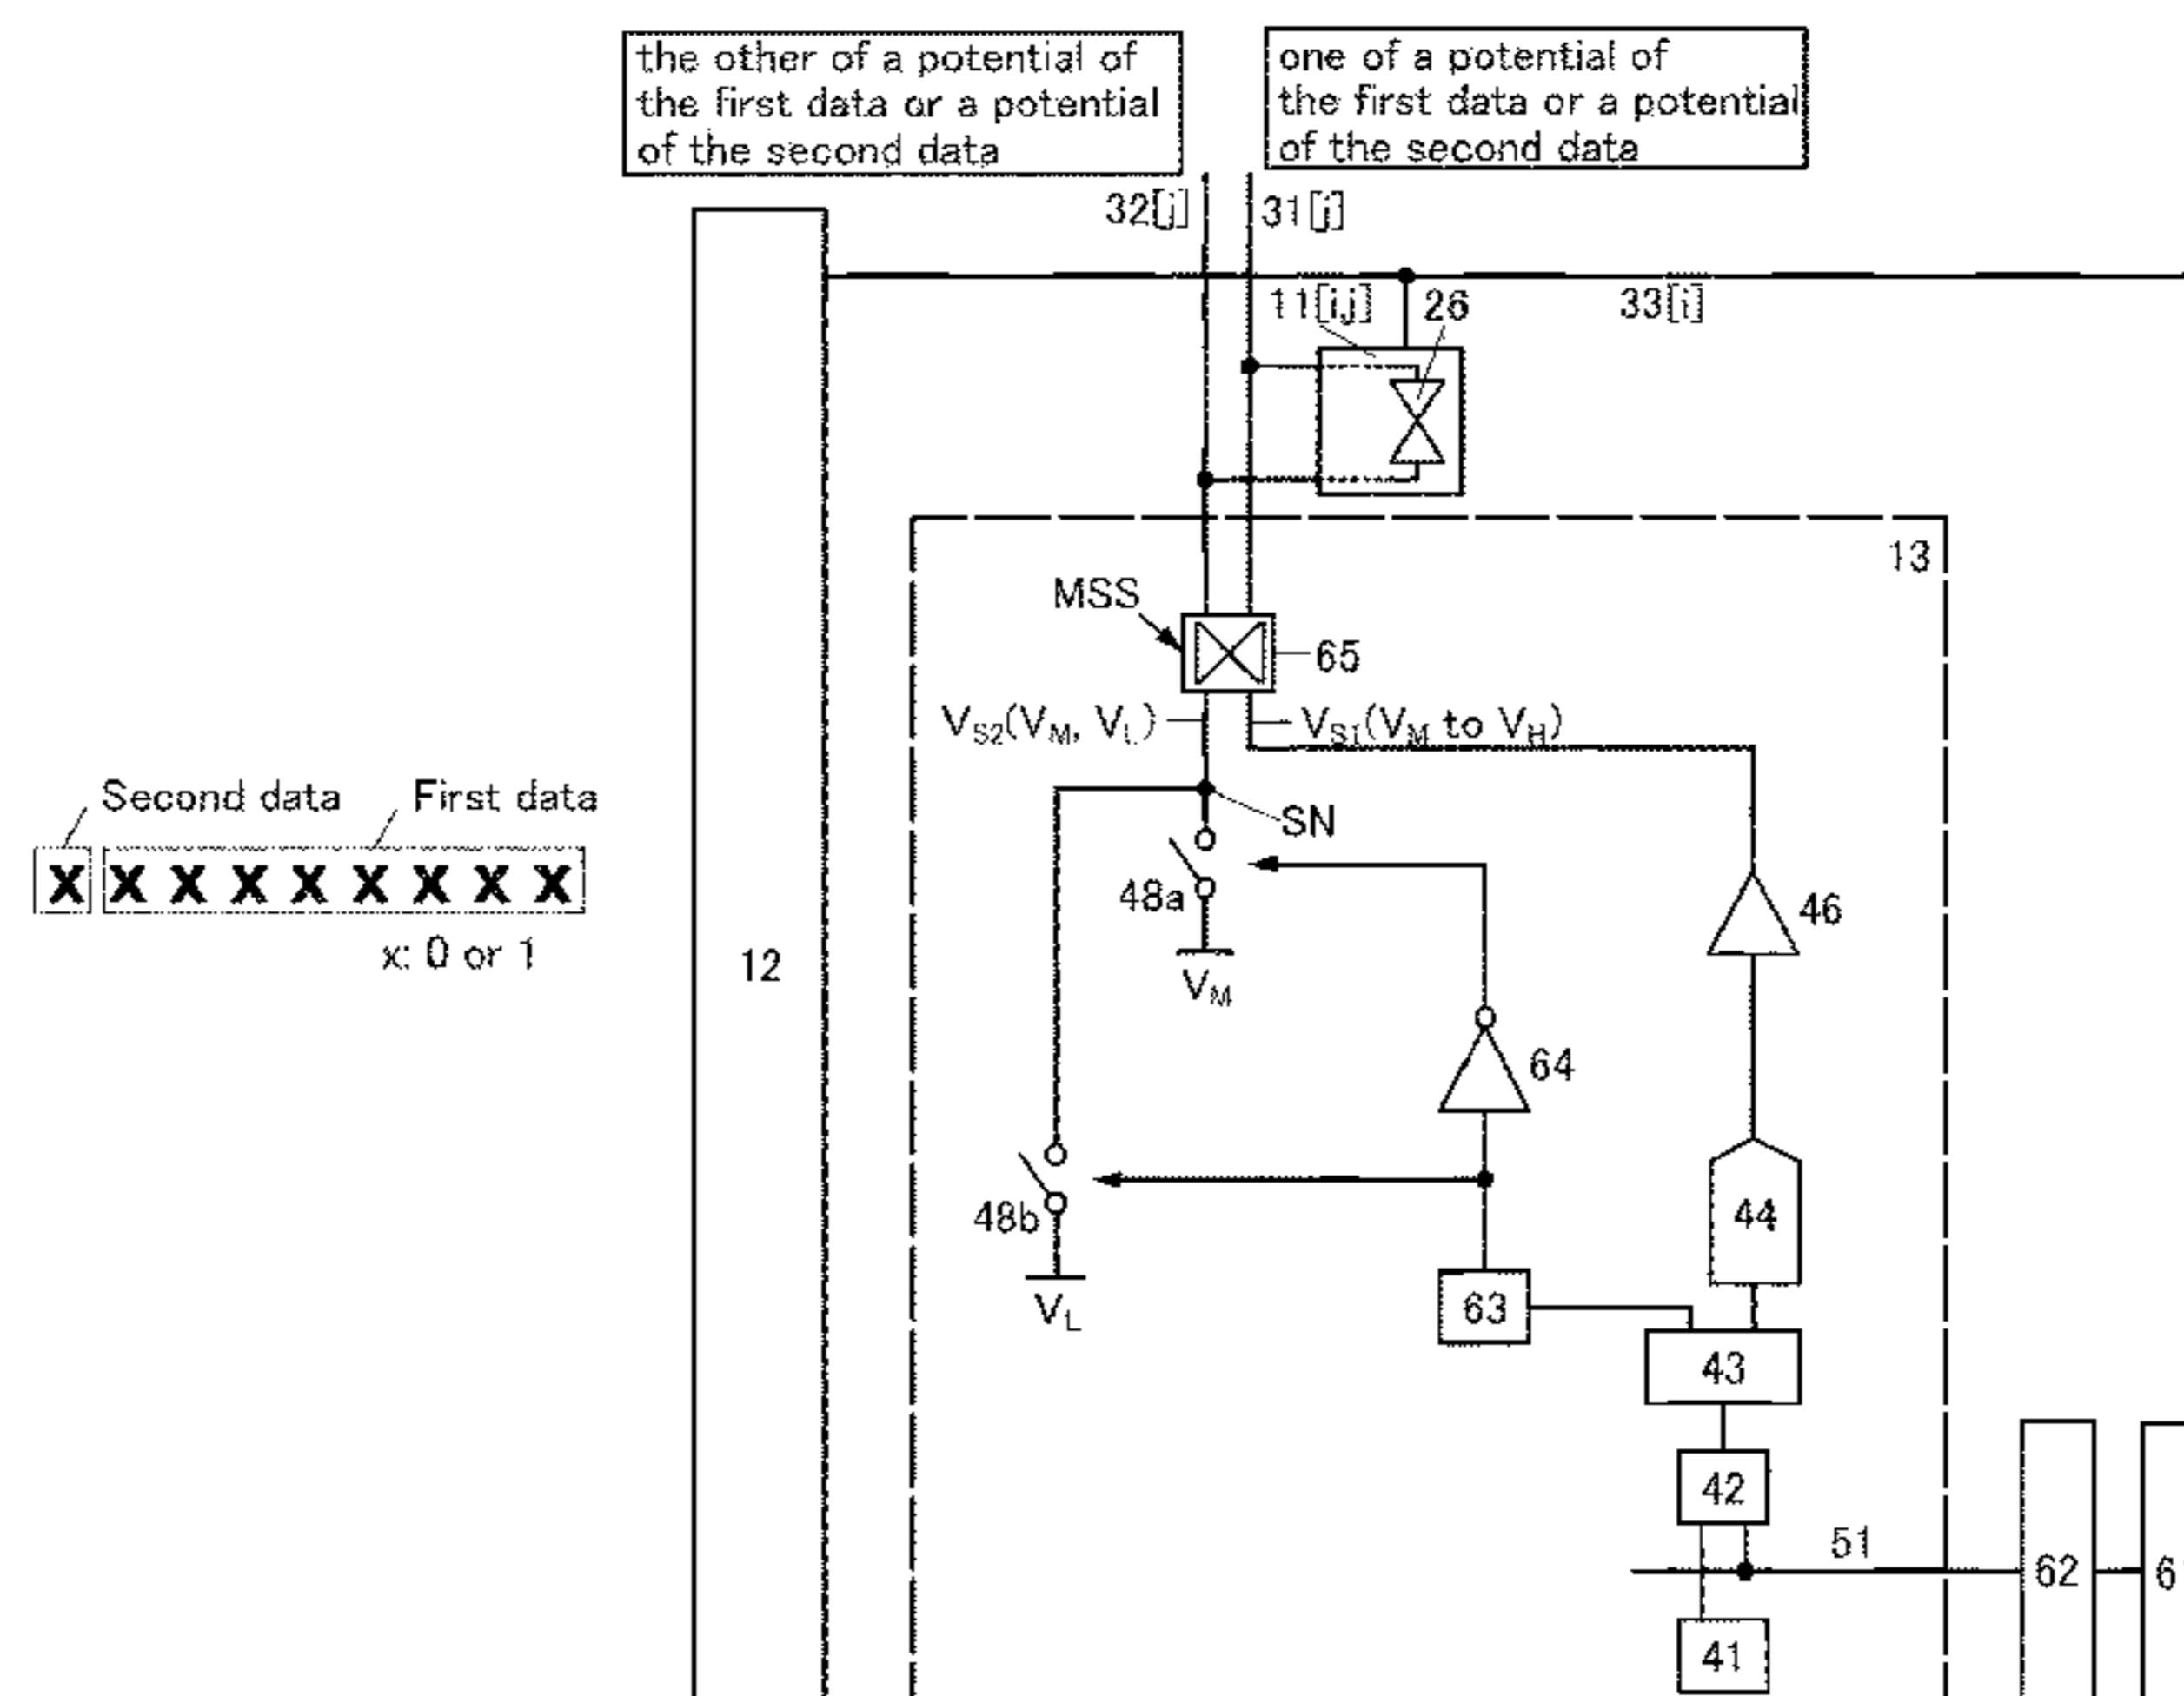 the other of a potential of
the first data or a potential
of the second data
one of a potential of
the first data or a potential
of the second data
32[j]
31[j]
11[ij]
26
33[i]
13
MSS
65
VS2(VM, VL)
VS1(VM to VH)
Second data
First data
SN
x x x x x x x x x
48a
46
x: 0 or 1
12
VM
64
48b
44
VL
63
43
42
51
62
6
41